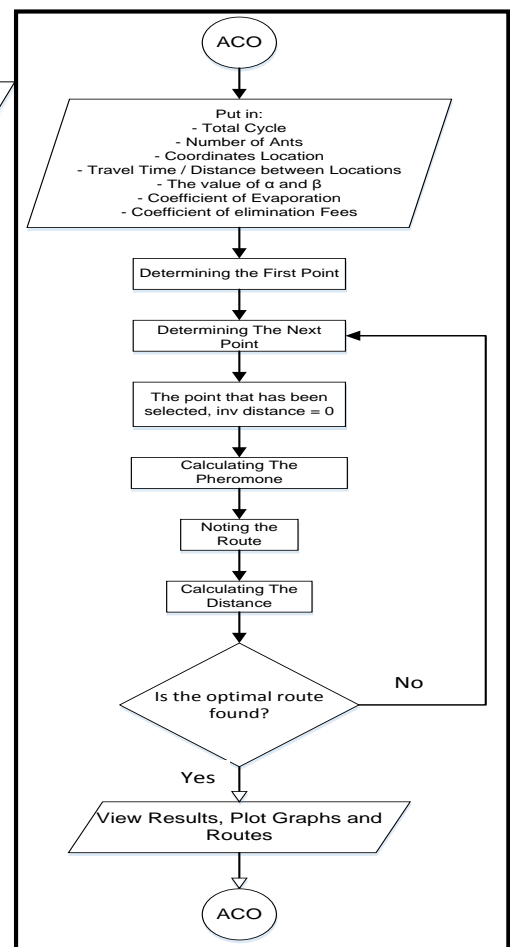 ACO
Put in:
- Total Cycle
- Number of Ants
- Coordinates Location
- Travel Time / Distance between Locations
- The value of α and β
- Coefficient of Evaporation
- Coefficient of elimination Fees
Determining the First Point
Determining The Next
Point
The point that has been
selected, inv distance = 0
Calculating The
Pheromone
Noting the
Route
Calculating The
Distance
Is the optimal route
found?
No
Yes
View Results, Plot Graphs and
Routes
ACO